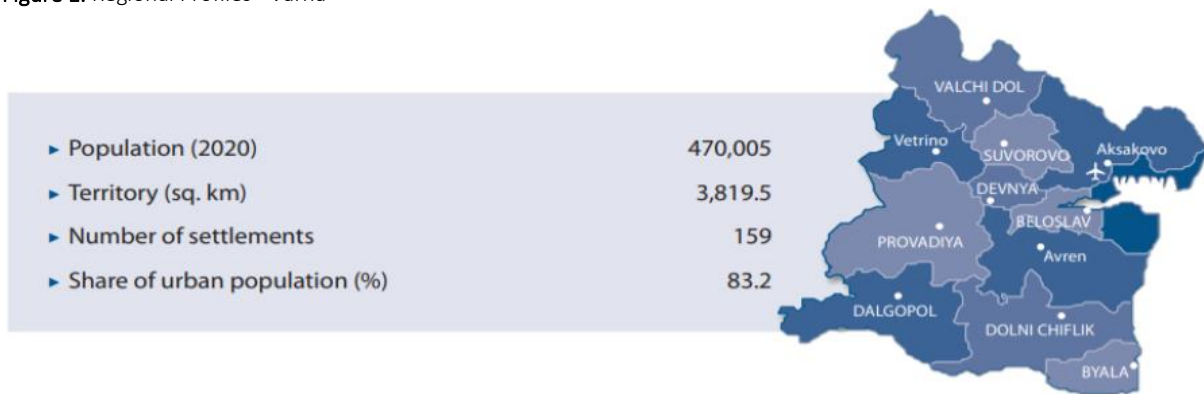 Figure Regional Profiles - Varna
▸ Population (2020) 470,005
▸ Territory (sq. km) 3,819.5
▸ Number of settlements 159
▸ Share of urban population (%) 83.2
VALCHI DOL
Vetrino
SUVOROVO
Aksakovo
DEVNYA
BELOSLAV
PROVADIYA
Avren
DALGOPOL
DOLNI CHIFLIK
BYALA